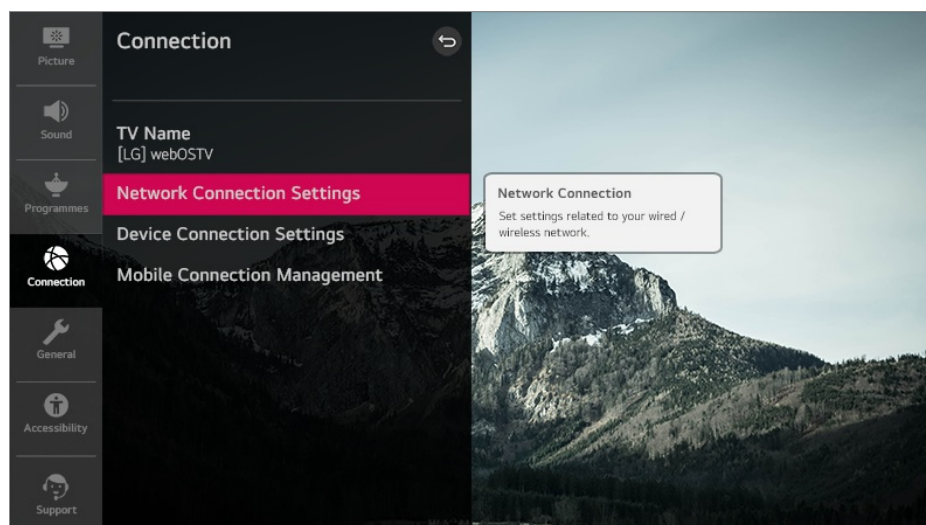 Picture
Sound
Programmes
Connection
General
Accessibility
Support
Connection
TV Name
[LG] webOSTV
Network Connection Settings
Device Connection Settings
Mobile Connection Management
Network Connection
Set settings related to your wired /
wireless network.